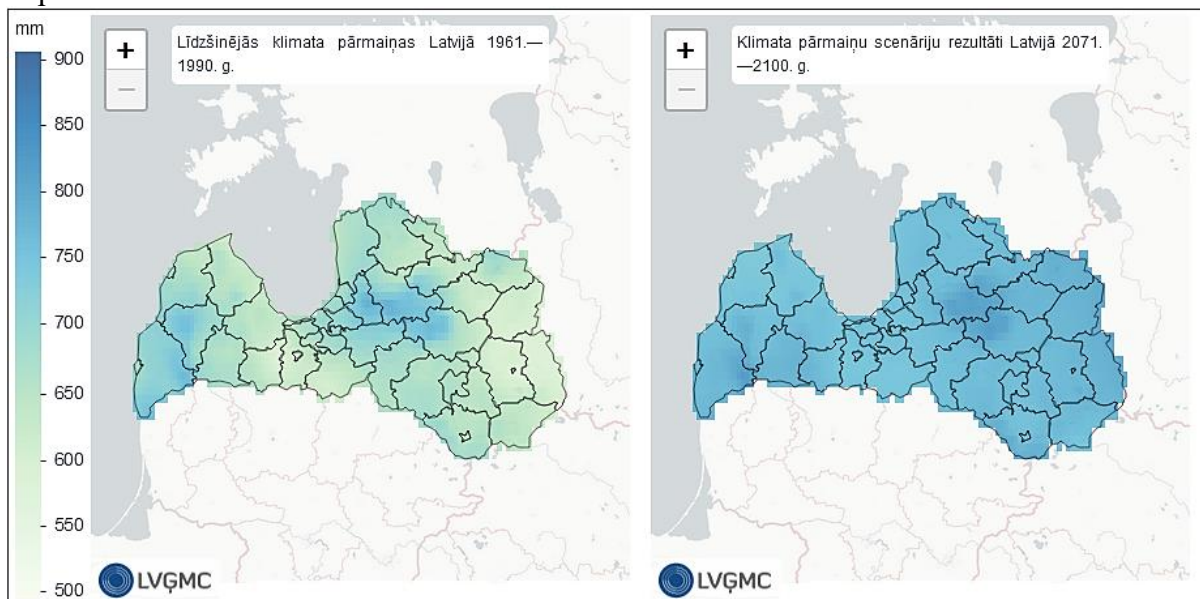 mm
900
850
800
750
700
650
600
550
500
+
−
Līdzšinējās klimata pārmaiņas Latvijā 1961.—
1990. g.
LVĢMC
+
−
Klimata pārmaiņu scenāriju rezultāti Latvijā 2071.
—2100. g.
LVĢMC